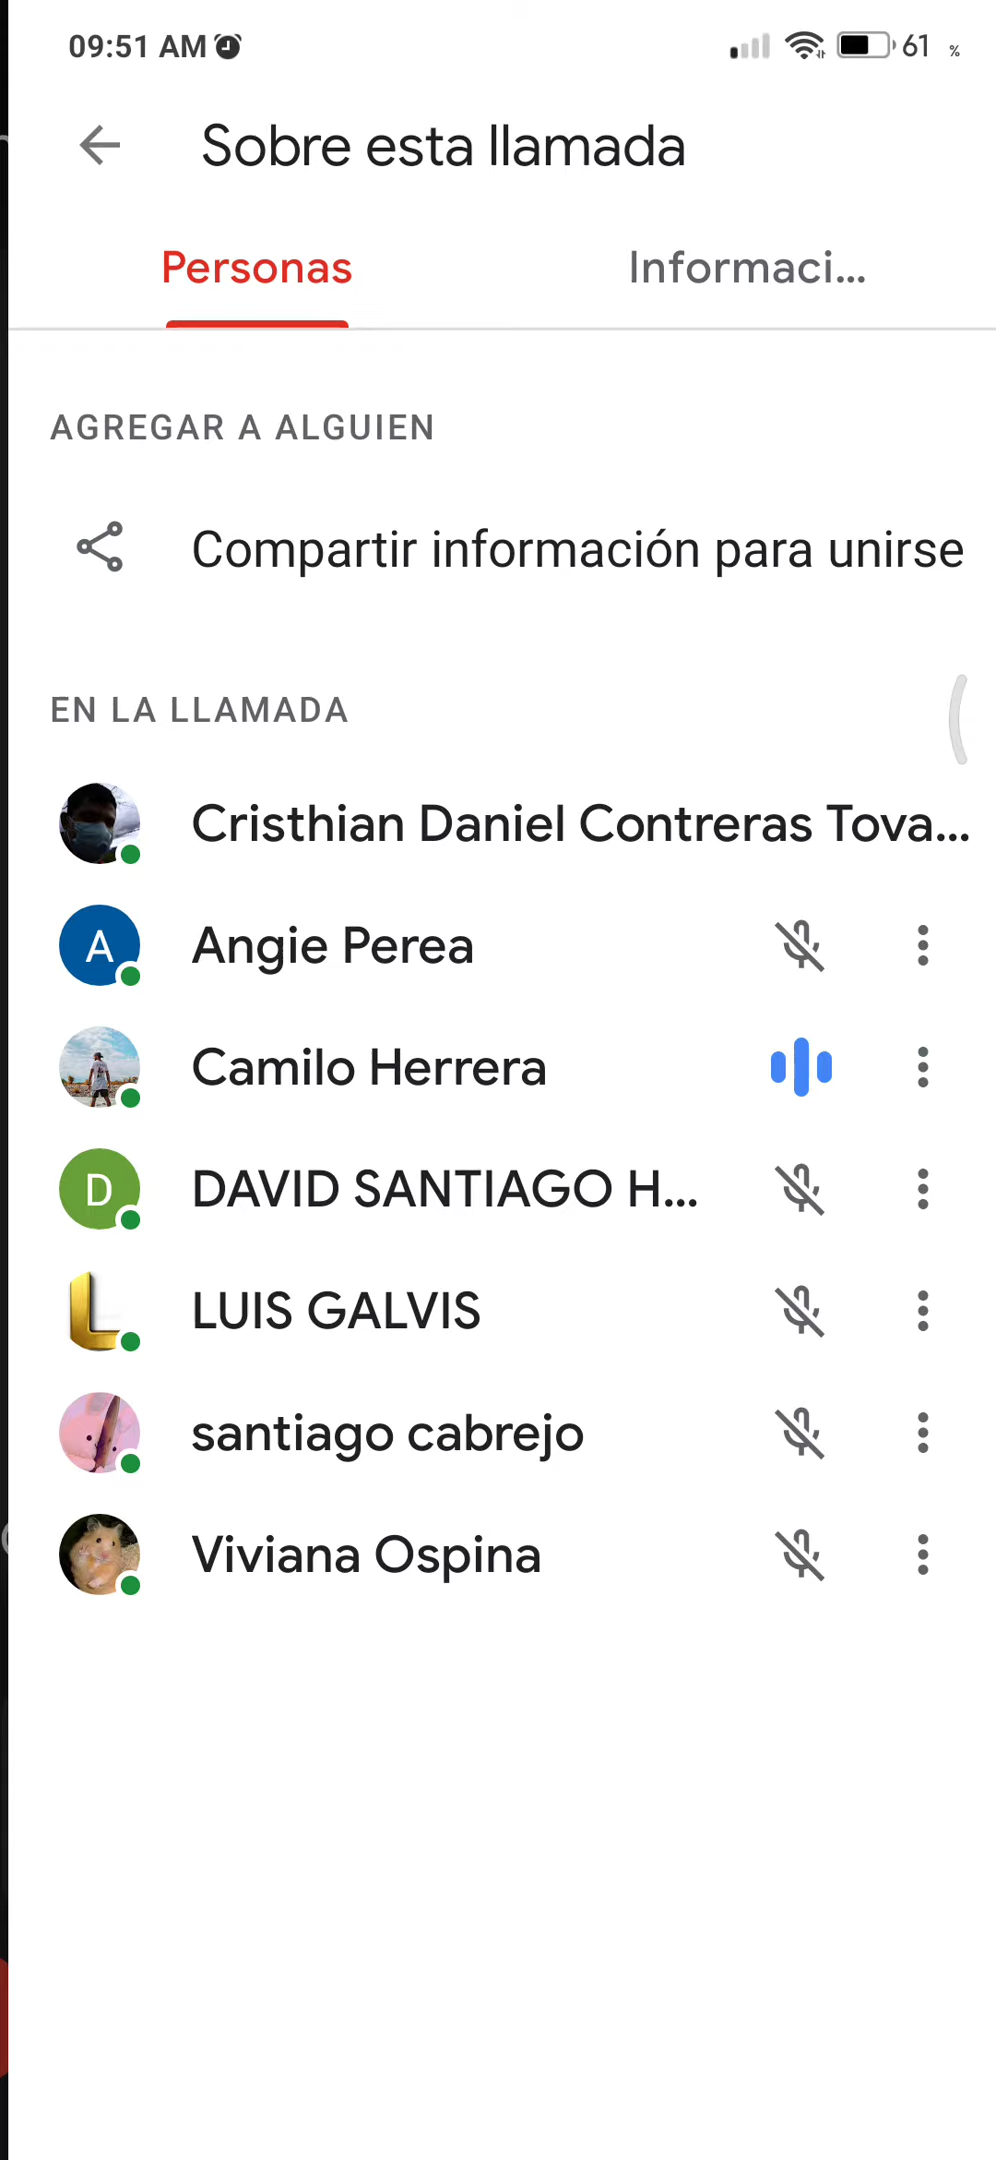 09:51 AM 61 %
Sobre esta llamada
Personas Informaci...
AGREGAR A ALGUIEN
Compartir información para unirse
EN LA LLAMADA
Cristhian Daniel Contreras Tova...
A Angie Perea
Camilo Herrera
D DAVID SANTIAGO H...
L LUIS GALVIS
santiago cabrejo
Viviana Ospina